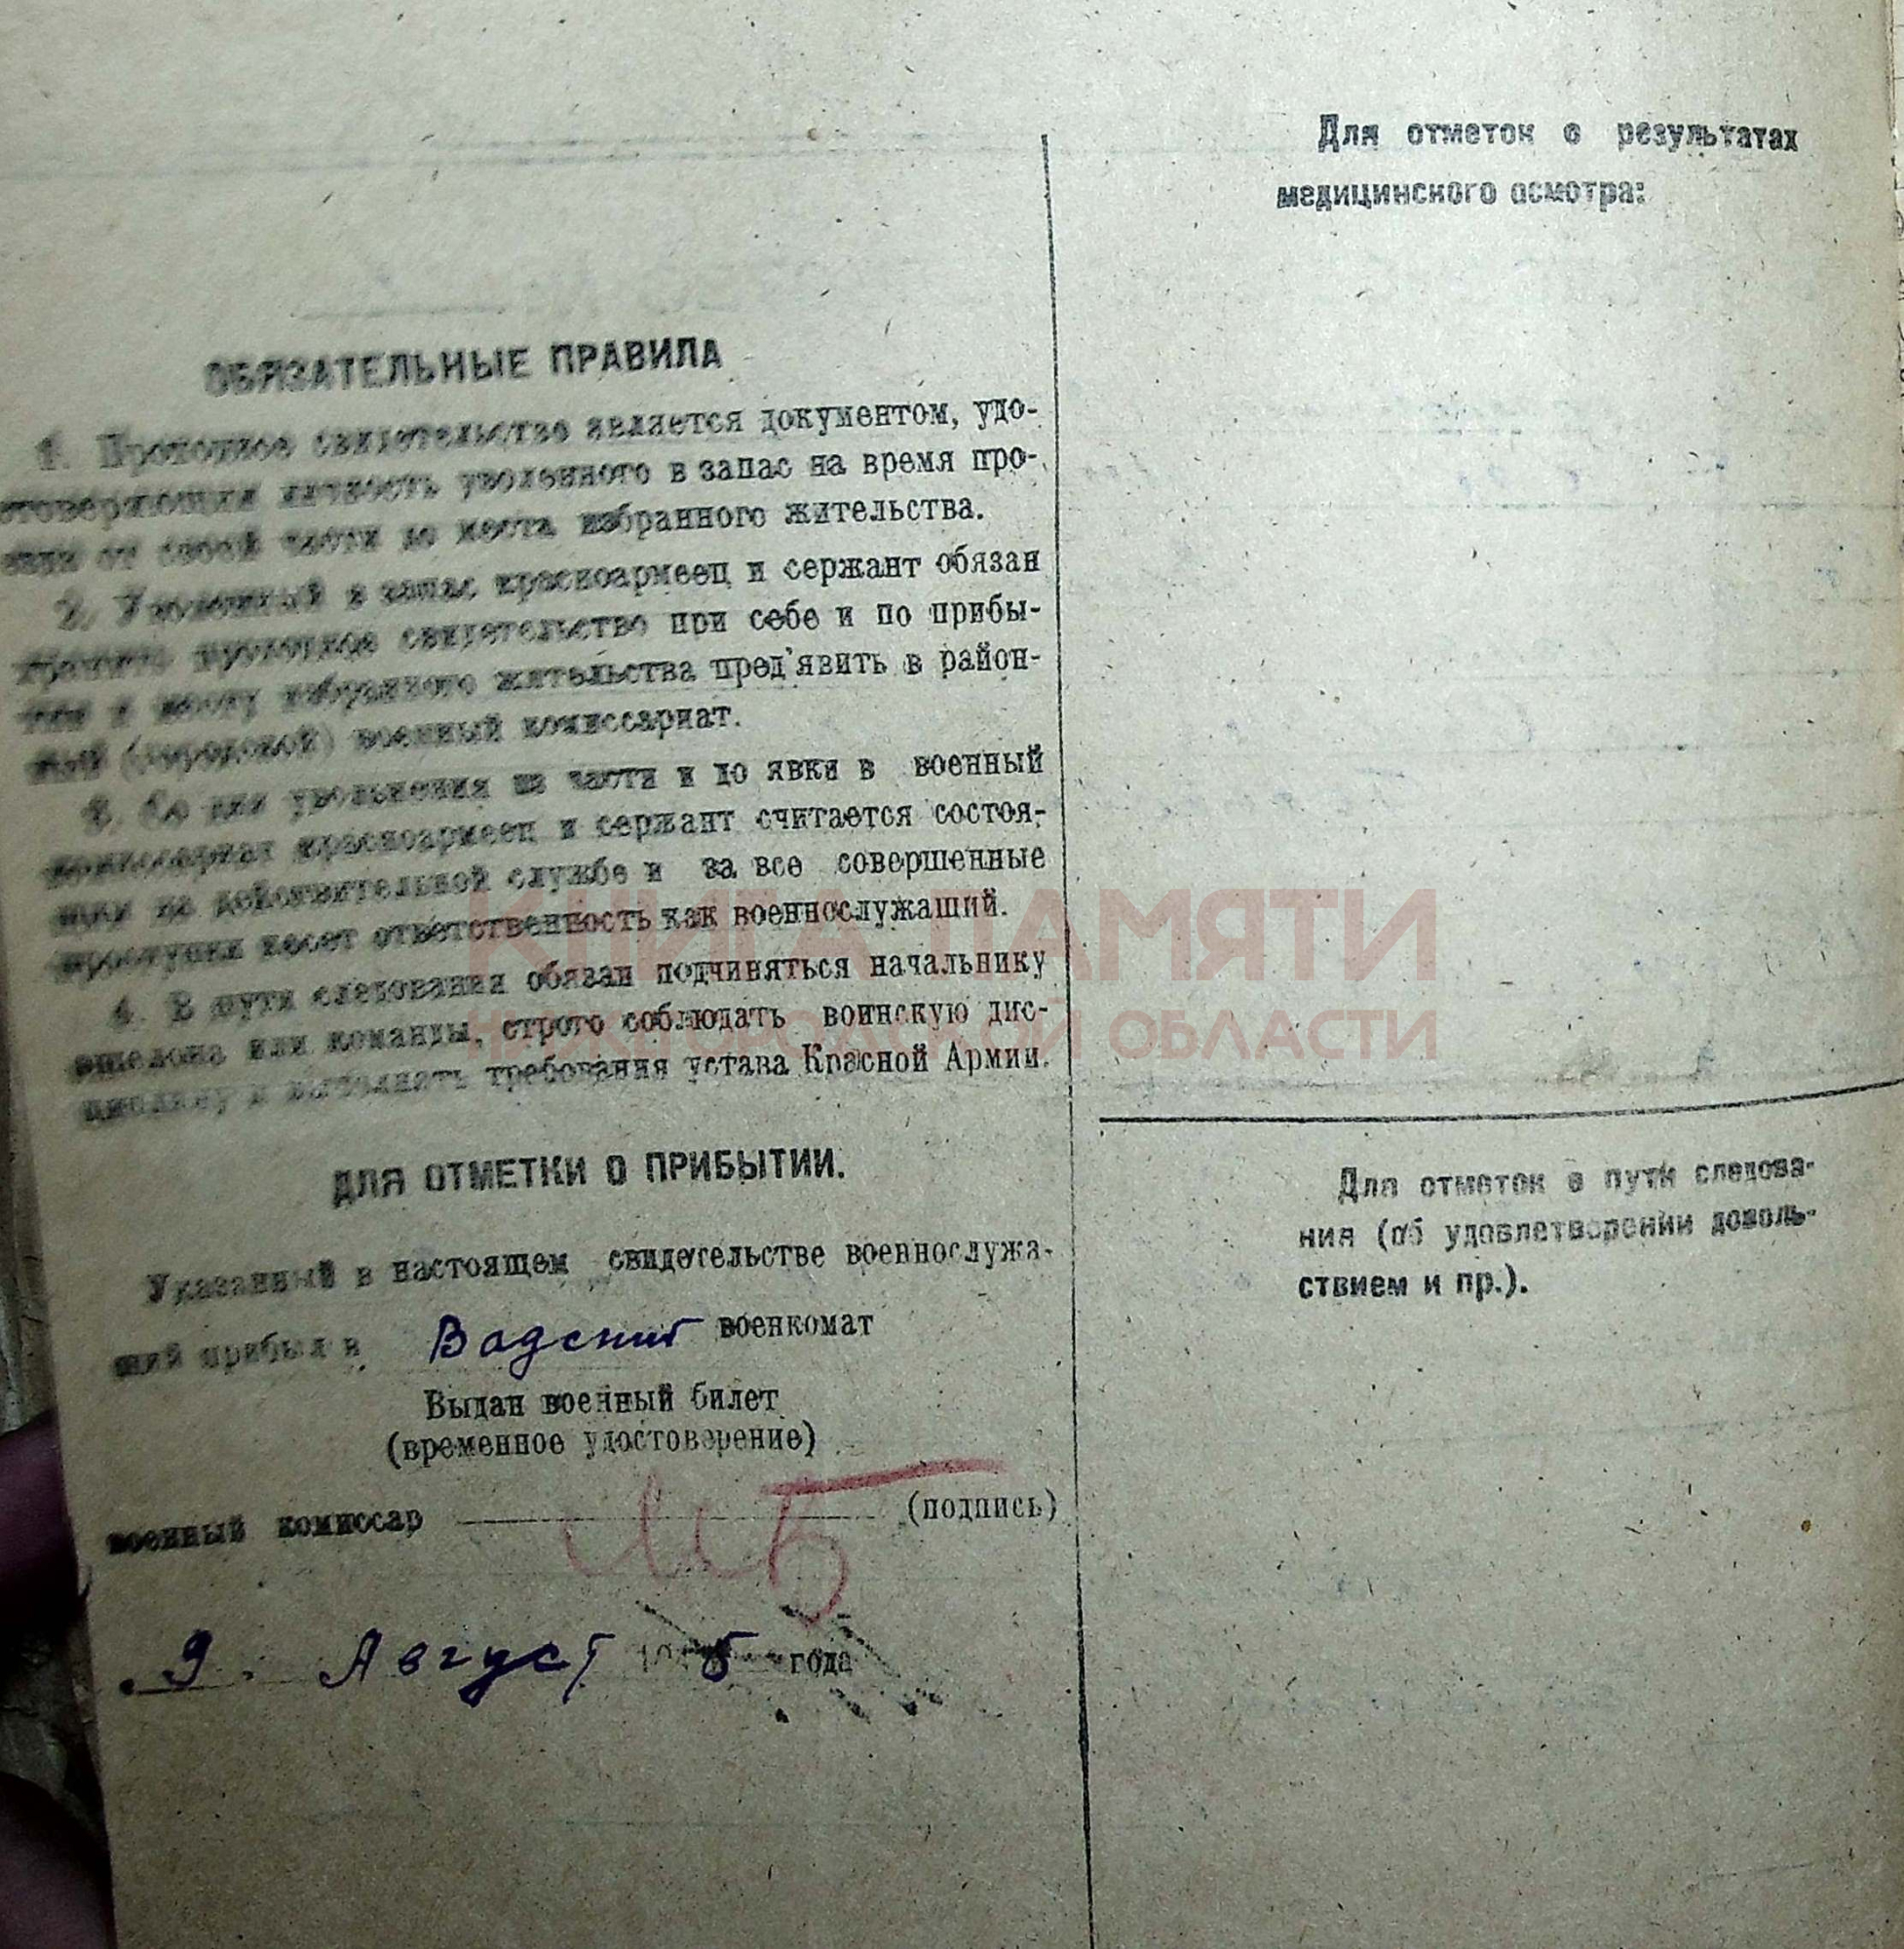 ОБЯЗАТЕЛЬНЫЕ ПРАВИЛА
1. Проходное свидетельство является документом, удо-
стоверяющим личность уволенного в запас на время про-
езда от своей части до места избранного жительства.
2. Уволенный в запас красноармеец и сержант обязан
хранить проходное свидетельство при себе и по прибы-
тии к месту избранного жительства пред'явить в район-
ный (городской) военный комиссариат.
3. Со дня увольнения из части и до явки в военный
комиссариат красноармеец и сержант считается состоя-
щим на действительной службе и за все совершенные
проступки несет ответственность как военнослужащий.
4. В пути следования обязан подчиняться начальнику
эшелона или команды, строго соблюдать воинскую дис-
циплину и выполнять требования устава Красной Армии.
ДЛЯ ОТМЕТКИ О ПРИБЫТИИ.
Указанный в настоящем свидетельстве военнослужа-
щий прибыл в военкомат
Выдан военный билет
(временное удостоверение)
военный комиссар (подпись)
9. Август 5 года
Для отметок о результатах
медицинского осмотра:
Для отметок в пути следова-
ния (об удовлетворении доволь-
ствием и пр.).
КНИГА ПАМЯТИ
НИЖЕГОРОДСКОЙ ОБЛАСТИ